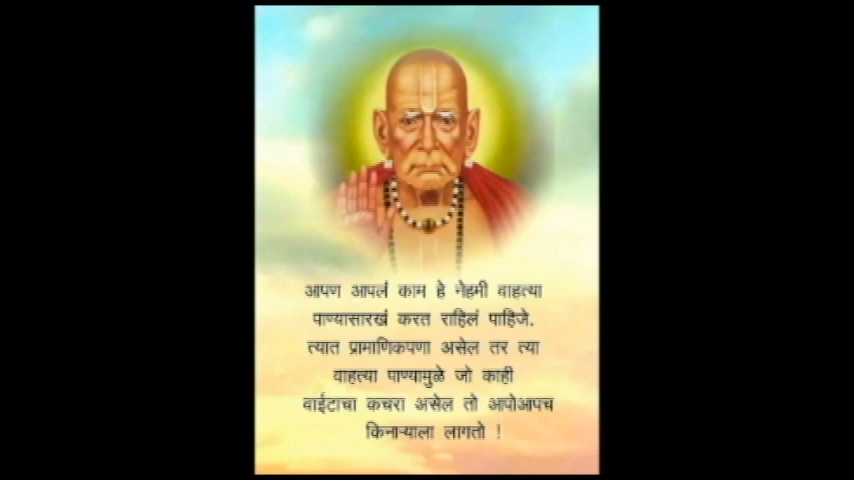 आपण आपलं काम हे नेहमी वाहत्या
पाण्यासारखं करत राहिलं पाहिजे.
त्यात प्रामाणिकपणा असेल तर त्या
वाहत्या पाण्यामुळे जो काही
वाईटाचा कचरा असेल तो आपोआपच
किनाऱ्याला लागतो !